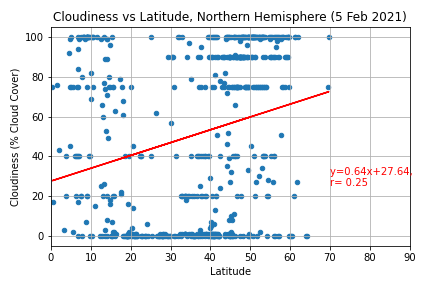 Cloudiness vs Latitude, Northern Hemisphere (5 Feb 2021)
Cloudiness (% Cloud Cover)
100
80
60
40
20
0
y=0.64x+27.64,
r= 0.25
0 10 20 30 40 50 60 70 80 90
Latitude